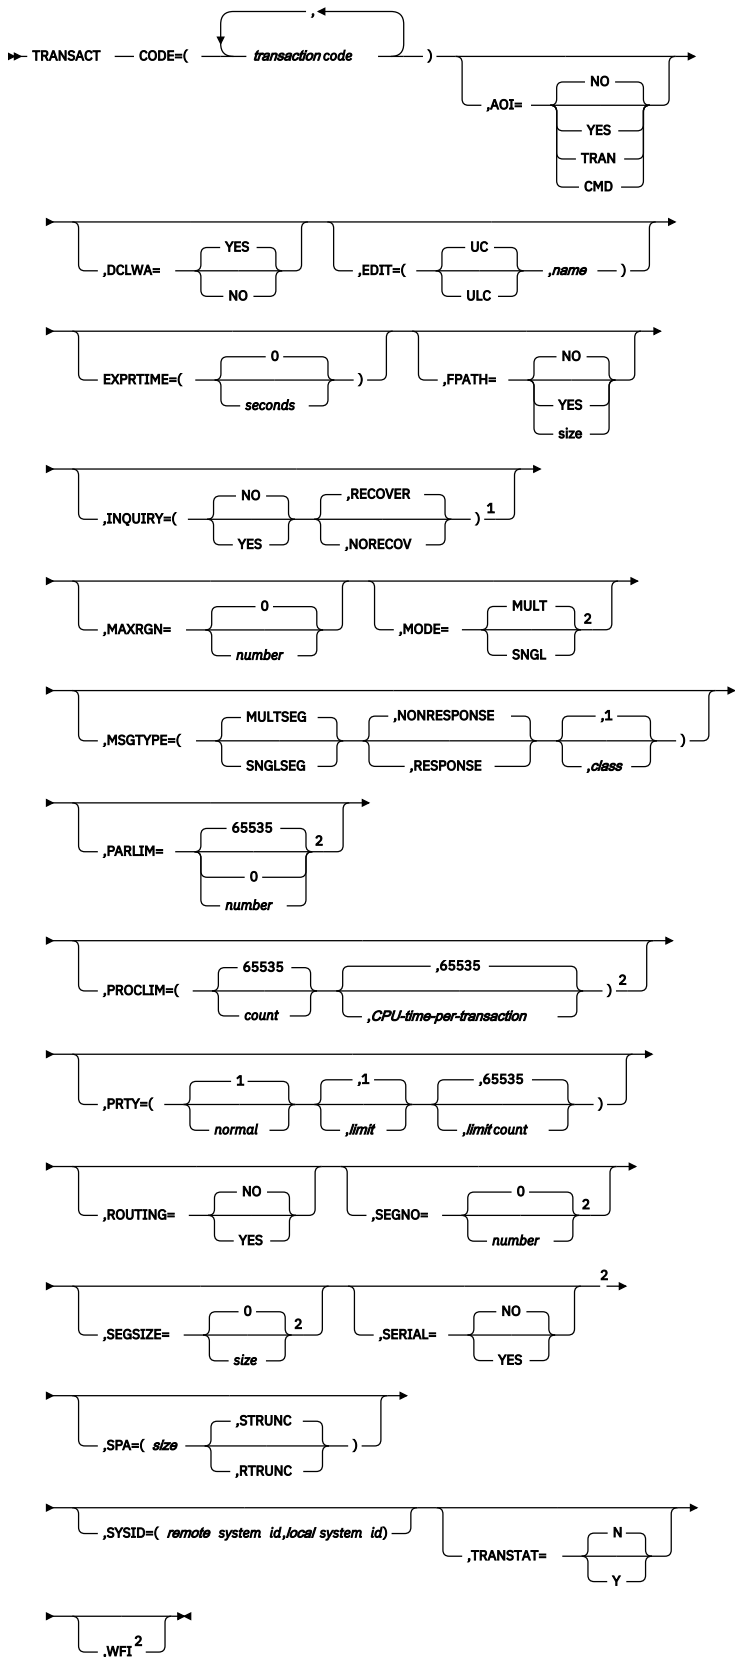 ,
TRANSACT CODE=( transaction code )
,AOI= NO
YES
TRAN
CMD
,DCLWA= YES
NO
,EDIT=( UC
ULC
,name )
EXPRTIME=( 0
seconds
)
,FPATH= NO
YES
size
,INQUIRY=( NO
YES
,RECOVER
,NORECOV
) 1
,MAXRGN= 0
number
,MODE= MULT
SNGL
2
,MSGTYPE=( MULTSEG
SNGLSEG
,NONRESPONSE
,RESPONSE
,1
,class
)
,PARLIM= 65535
0
number
2
,PROCLIM=( 65535
count
,65535
,CPU-time-per-transaction
) 2
,PRTY=( 1
normal
,1
,limit
,65535
,limit count
)
,ROUTING= NO
YES
,SEGNO= 0
number
2
,SEGSIZE= 0
size
2
,SERIAL= NO
YES
2
,SPA=( size ,STRUNC
,RTRUNC
)
,SYSID=( remote system id,local system id)
,TRANSTAT= N
Y
,WFI 2